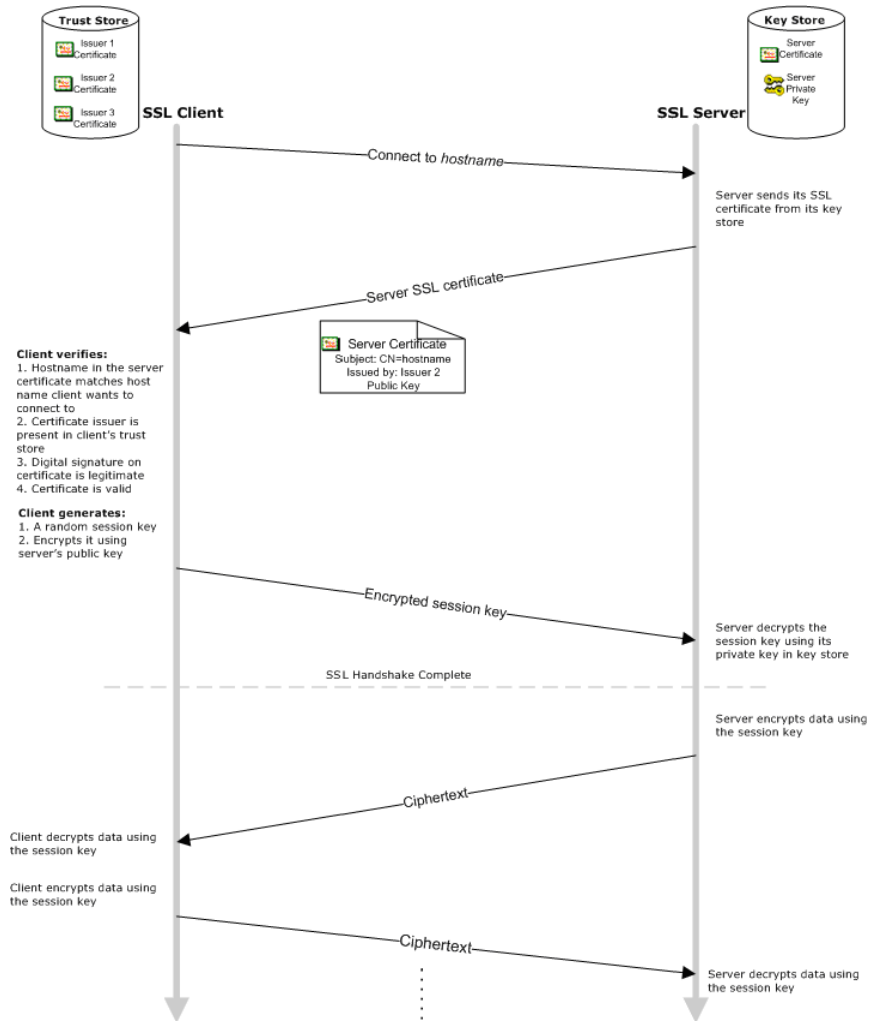 Trust Store
Issuer 1
Certificate
Issuer 2
Certificate
Issuer 3
Certificate
Key Store
Server
Certificate
Server
Private
Key
SSL Client
SSL Server
Connect to hostname
Server sends its SSL
certificate from its key
store
Server SSL certificate
Server Certificate
Subject: CN=hostname
Issued by: Issuer 2
Public Key
Client verifies:
1. Hostname in the server
certificate matches host
name client wants to
connect to
2. Certificate issuer is
present in client's trust
store
3. Digital signature on
certificate is legitimate
4. Certificate is valid
Client generates:
1. A random session key
2. Encrypts it using
server's public key
Encrypted session key
Server decrypts the
session key using its
private key in key store
SSL Handshake Complete
Server encrypts data using
the session key
Ciphertext
Client decrypts data using
the session key
Client encrypts data using
the session key
Ciphertext
Server decrypts data using
the session key